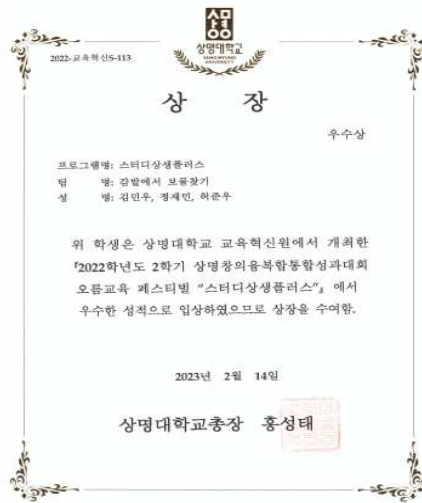 상명
상명대학교
SANG MYUNG
UNIVERSITY
2022-교육혁신S-113
상 장
우수상
프로그램명: 스터디상생플러스
팀 명: 감밭에서 보물찾기
성 명: 김민우, 정재민, 허준우
위 학생은 상명대학교 교육혁신원에서 개최한
『2022학년도 2학기 상명창의융복합통합성과대회
오름교육 페스티벌 "스터디상생플러스"』에서
우수한 성적으로 입상하였으므로 상장을 수여함.
2023년 2월 14일
상명대학교총장 홍성태